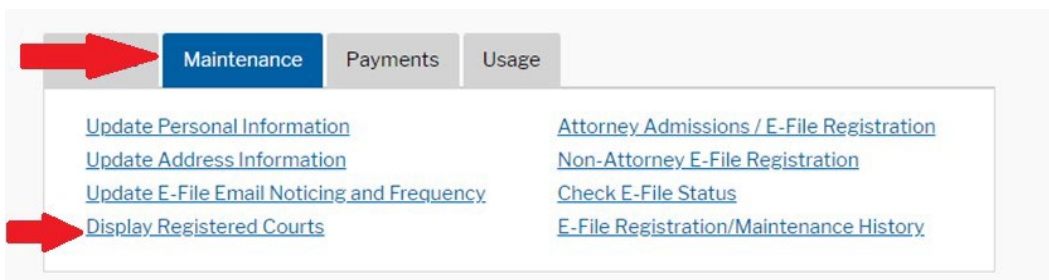 Maintenance Payments Usage
Update Personal Information
Update Address Information
Update E-File Email Noticing and Frequency
Display Registered Courts
Attorney Admissions / E-File Registration
Non-Attorney E-File Registration
Check E-File Status
E-File Registration/Maintenance History